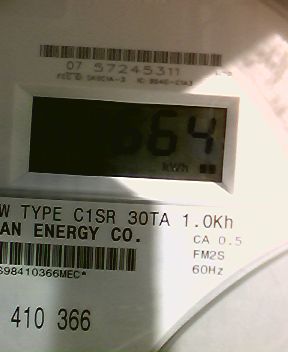 07 57245311
64
kWh
W TYPE C1SR 30TA 1.0Kh
AN ENERGY CO.
CA 0.5
FM2S
60Hz
S98410366MEC*
410 366